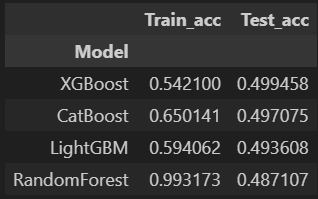 Train_acc Test_acc
Model
XGBoost 0.542100 0.499458
CatBoost 0.650141 0.497075
LightGBM 0.594062 0.493608
RandomForest 0.993173 0.487107